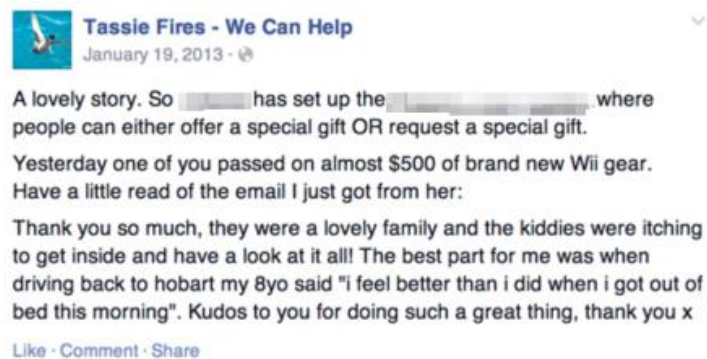 Tassie Fires - We Can Help
January 19, 2013 ·
A lovely story. So has set up the where
people can either offer a special gift OR request a special gift.
Yesterday one of you passed on almost $500 of brand new Wii gear.
Have a little read of the email I just got from her:
Thank you so much, they were a lovely family and the kiddies were itching
to get inside and have a look at it all! The best part for me was when
driving back to hobart my 8yo said "i feel better than i did when i got out of
bed this morning". Kudos to you for doing such a great thing, thank you x
Like · Comment · Share